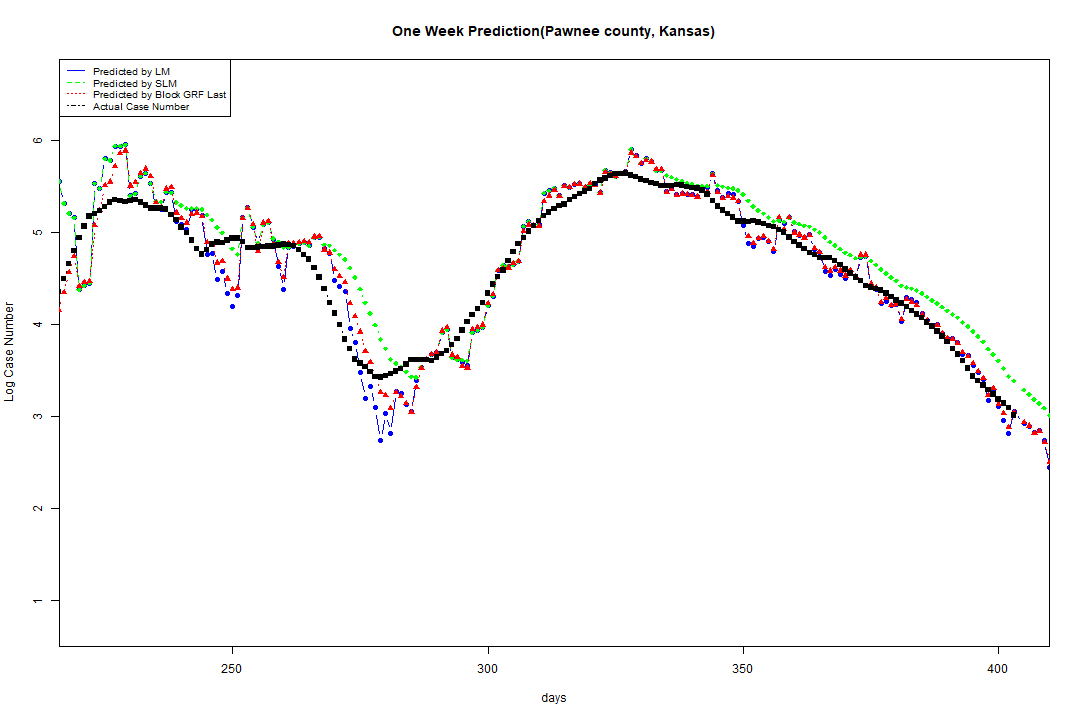 One Week Prediction(Pawnee county, Kansas)
Predicted by LM
Predicted by SLM
Predicted by Block GRF Last
Actual Case Number
6
5
4
3
2
1
Log Case Number
250
300
350
400
days